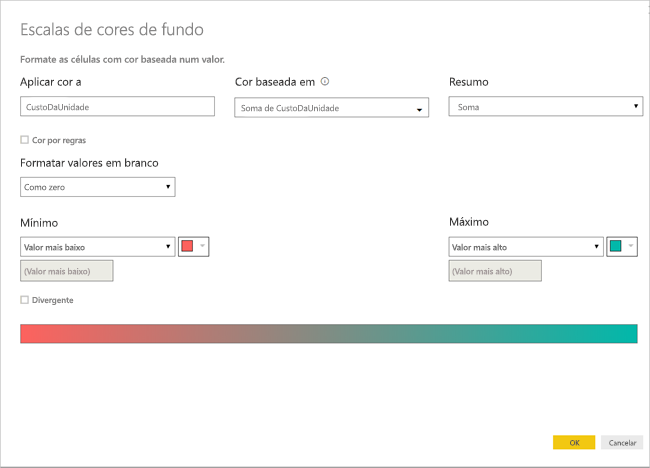 Escalas de cores de fundo
Formate as células com cor baseada num valor.
Aplicar cor a
Cor baseada em
Resumo
CustoDaUnidade
Soma de CustoDaUnidade
Soma
Cor por regras
Formatar valores em branco
Como zero
Mínimo
Máximo
Valor mais baixo
Valor mais alto
(Valor mais baixo)
(Valor mais alto)
Divergente
OK
Cancelar